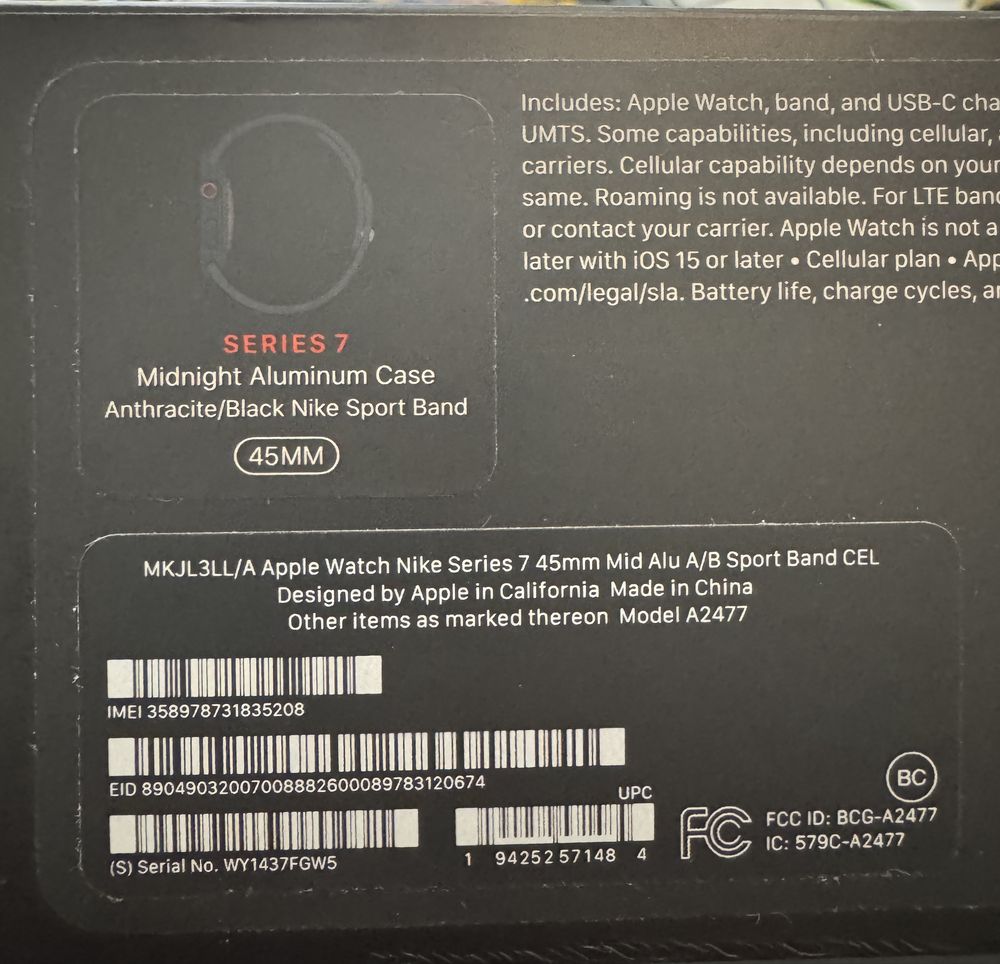 Includes: Apple Watch, band, and USB-C cha
UMTS. Some capabilities, including cellular,
carriers. Cellular capability depends on your
same. Roaming is not available. For LTE band
or contact your carrier. Apple Watch is not a
later with iOS 15 or later • Cellular plan • App
.com/legal/sla. Battery life, charge cycles, an
SERIES 7
Midnight Aluminum Case
Anthracite/Black Nike Sport Band
45MM
MKJL3LL/A Apple Watch Nike Series 7 45mm Mid Alu A/B Sport Band CEL
Designed by Apple in California Made in China
Other items as marked thereon Model A2477
IMEI 358978731835208
EID 89049032007008882600089783120674
(S) Serial No. WY1437FGW5
UPC
1 94252 57148 4
FC
BC
FCC ID: BCG-A2477
IC: 579C-A2477